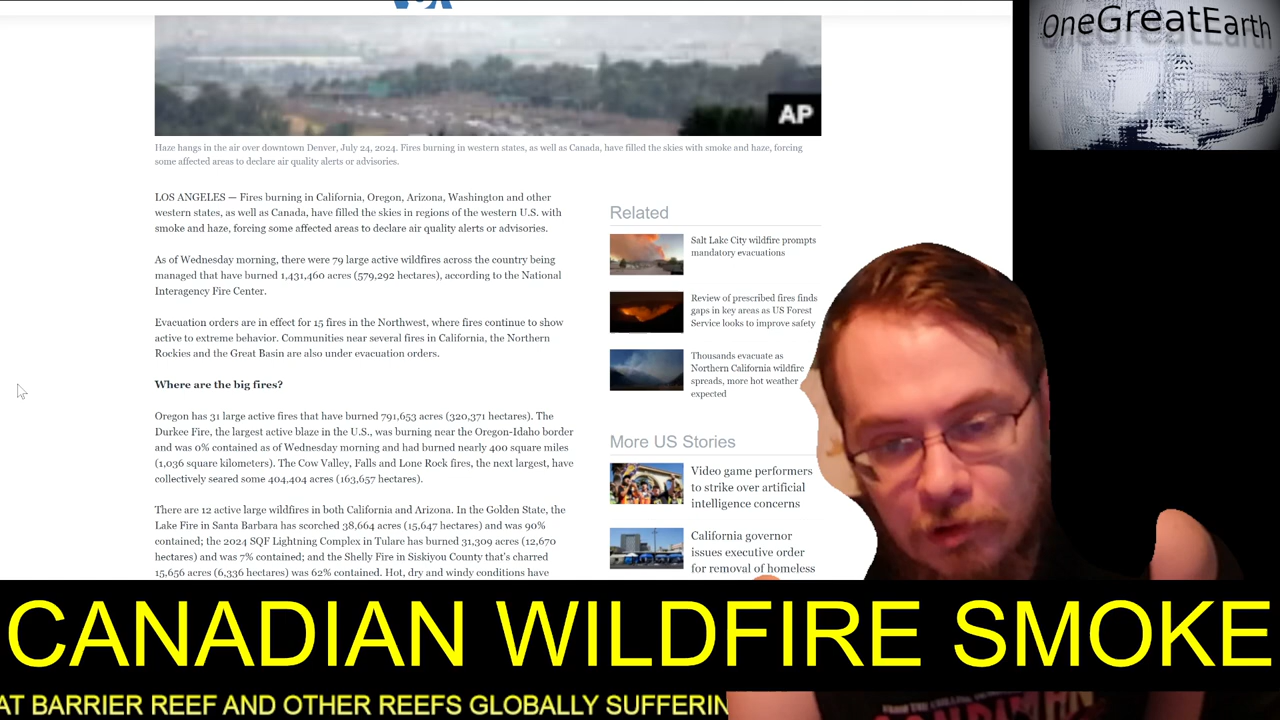 VOA
OneGreatEarth
AP
Haze hangs in the air over downtown Denver, July 24, 2024. Fires burning in western states, as well as Canada, have filled the skies with smoke and haze, forcing
some affected areas to declare air quality alerts or advisories.
LOS ANGELES — Fires burning in California, Oregon, Arizona, Washington and other
western states, as well as Canada, have filled the skies in regions of the western U.S. with
smoke and haze, forcing some affected areas to declare air quality alerts or advisories.
As of Wednesday morning, there were 79 large active wildfires across the country being
managed that have burned 1,431,460 acres (579,292 hectares), according to the National
Interagency Fire Center.
Evacuation orders are in effect for 15 fires in the Northwest, where fires continue to show
active to extreme behavior. Communities near several fires in California, the Northern
Rockies and the Great Basin are also under evacuation orders.
Where are the big fires?
Oregon has 31 large active fires that have burned 791,653 acres (320,371 hectares). The
Durkee Fire, the largest active blaze in the U.S., was burning near the Oregon-Idaho border
and was 0% contained as of Wednesday morning and had burned nearly 400 square miles
(1,036 square kilometers). The Cow Valley, Falls and Lone Rock fires, the next largest, have
collectively seared some 404,404 acres (163,657 hectares).
There are 12 active large wildfires in both California and Arizona. In the Golden State, the
Lake Fire in Santa Barbara has scorched 38,664 acres (15,647 hectares) and was 90%
contained; the 2024 SQF Lightning Complex in Tulare has burned 31,309 acres (12,670
hectares) and was 7% contained; and the Shelly Fire in Siskiyou County that's charred
15,656 acres (6,336 hectares) was 62% contained. Hot, dry and windy conditions have
Related
Salt Lake City wildfire prompts
mandatory evacuations
Review of prescribed fires finds
gaps in key areas as US Forest
Service looks to improve safety
Thousands evacuate as
Northern California wildfire
spreads, more hot weather
expected
More US Stories
Video game performers
to strike over artificial
intelligence concerns
California governor
issues executive order
for removal of homeless
CANADIAN WILDFIRE SMOKE
AT BARRIER REEF AND OTHER REEFS GLOBALLY SUFFERIN